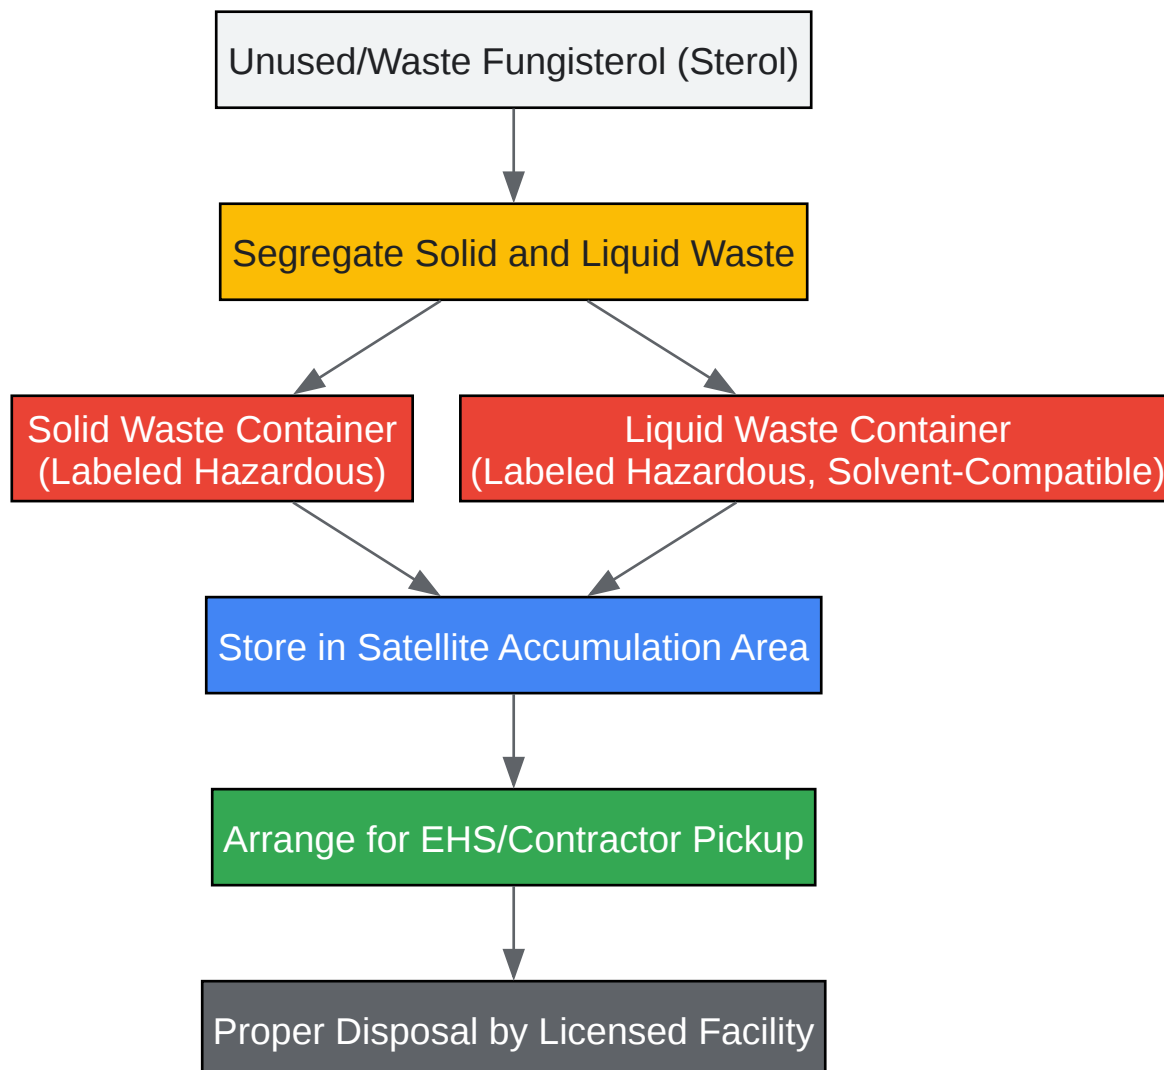 Unused/Waste Fungisterol (Sterol)
Segregate Solid and Liquid Waste
Solid Waste Container
(Labeled Hazardous)
Liquid Waste Container
(Labeled Hazardous, Solvent-Compatible)
Store in Satellite Accumulation Area
Arrange for EHS/Contractor Pickup
Proper Disposal by Licensed Facility